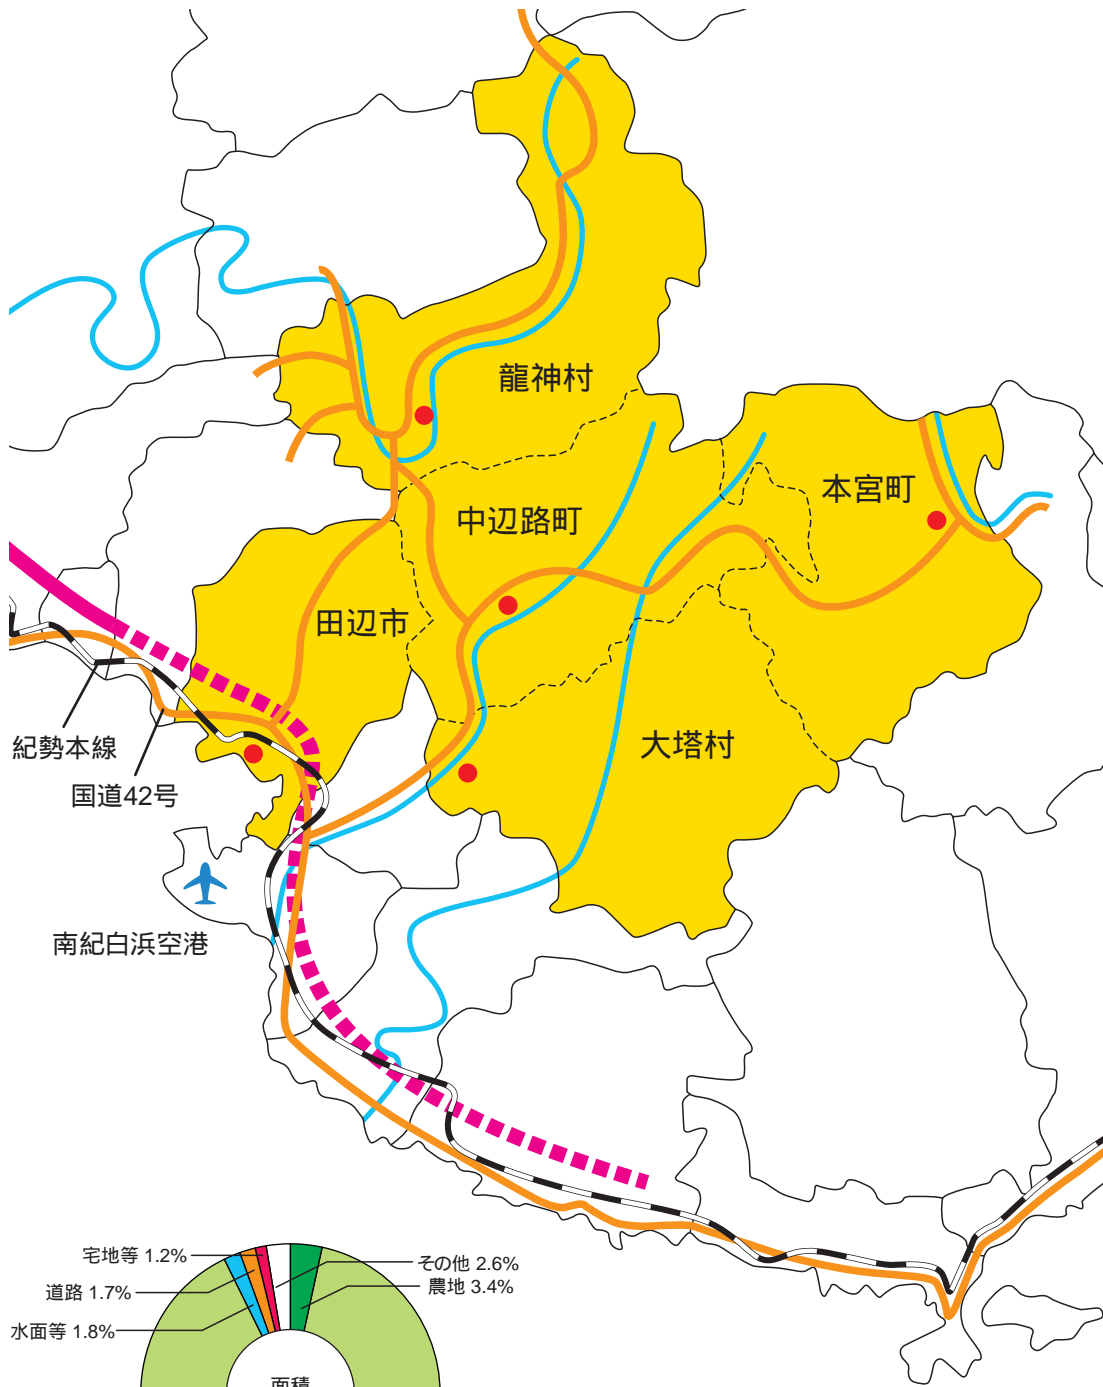 龍神村
本宮町
中辺路町
田辺市
大塔村
紀勢本線
国道42号
南紀白浜空港
宅地等 1.2%
その他 2.6%
道路 1.7%
農地 3.4%
水面等 1.8%
面積